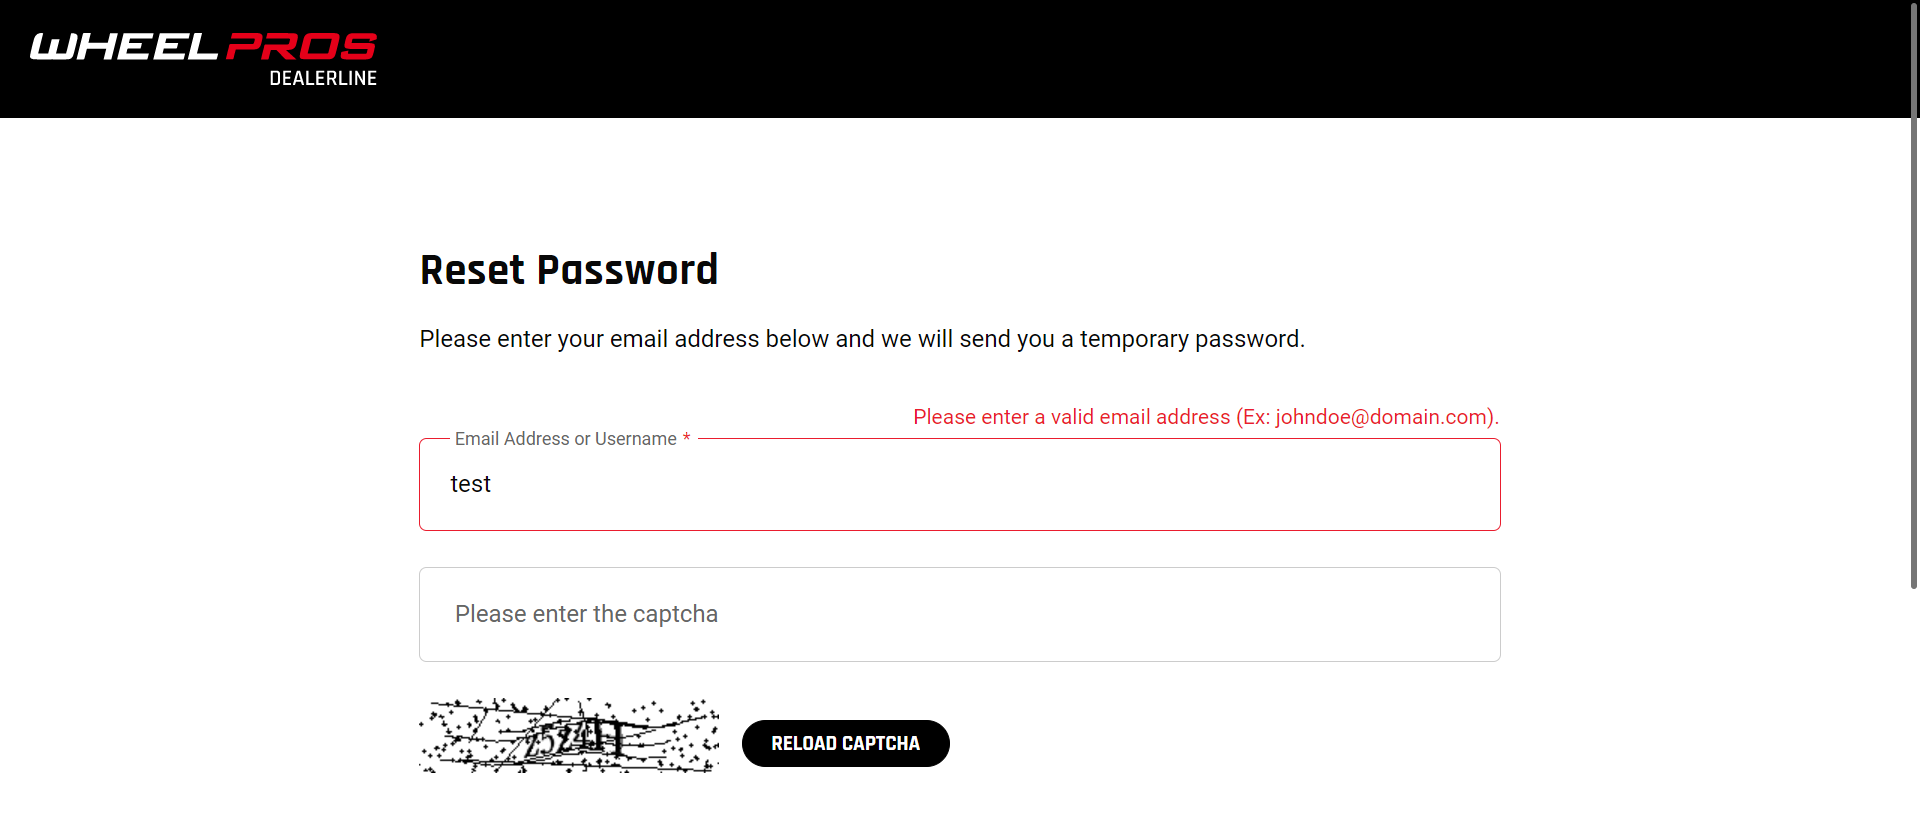 WHEEL PROS
DEALERLINE
Reset Password
Please enter your email address below and we will send you a temporary password.
Please enter a valid email address (Ex: johndoe@domain.com).
Email Address or Username *
test
Please enter the captcha
RELOAD CAPTCHA